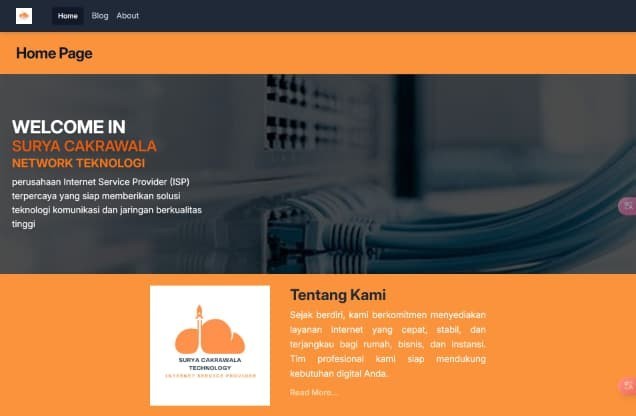 Home
Blog
About
Home Page
WELCOME IN
SURYA CAKRAWALA
NETWORK TEKNOLOGI
perusahaan Internet Service Provider (ISP)
terpercaya yang siap memberikan solusi
teknologi komunikasi dan jaringan berkualitas
tinggi
SURYA CAKRAWALA
TECHNOLOGY
INTERNET SERVICE PROVIDER
Tentang Kami
Sejak berdiri, kami berkomitmen menyediakan
layanan Internet yang cepat, stabil, dan
terjangkau bagi rumah, bisnis, dan instansi.
Tim profesional kami siap mendukung
kebutuhan digital Anda.
Read More...